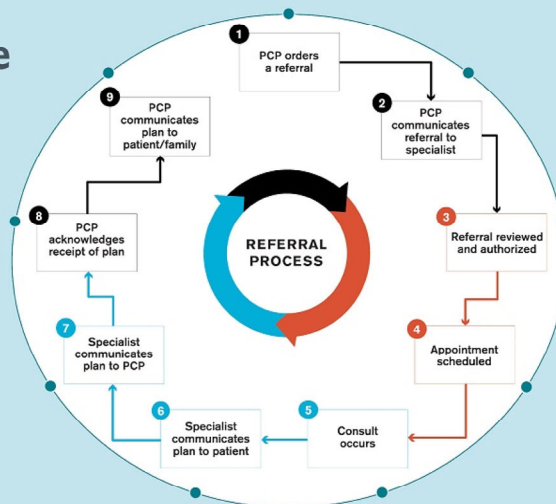 e
1
PCP orders
a referral
2
PCP
communicates
referral to
specialist
3
Referral reviewed
and authorized
4
Appointment
scheduled
5
Consult
occurs
6
Specialist
communicates
plan to patient
7
Specialist
communicates
plan to PCP
8
PCP
acknowledges
receipt of plan
9
PCP
communicates
plan to
patient/family
REFERRAL
PROCESS